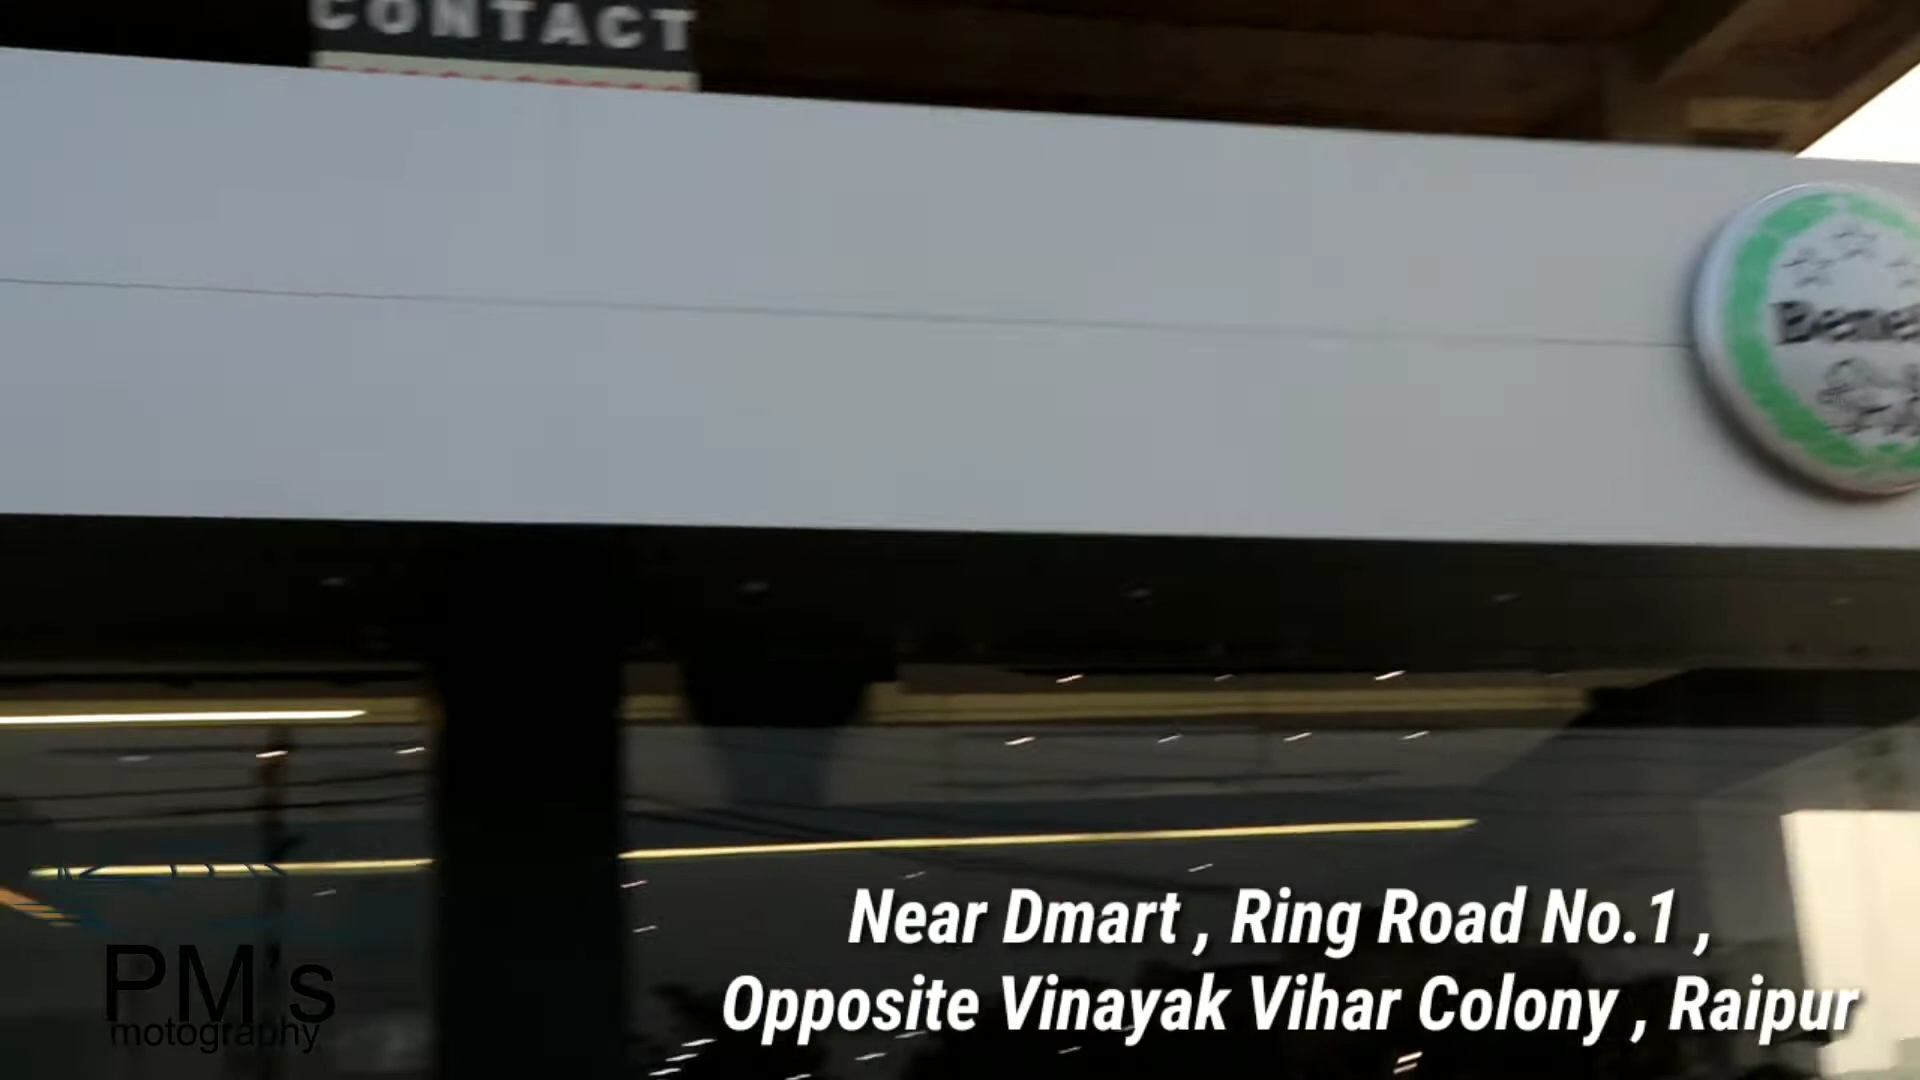 CONTACT
Near Dmart , Ring Road No.1 ,
Opposite Vinayak Vihar Colony , Raipur
PM's
motography